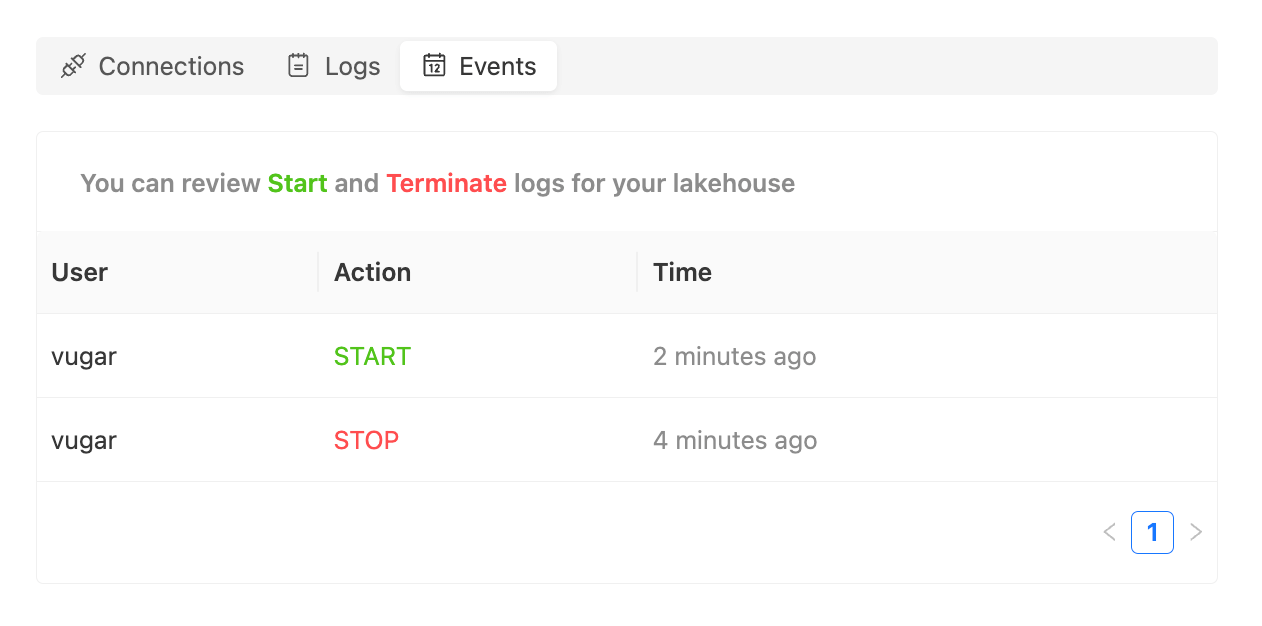 Connections Logs 12 Events
You can review Start and Terminate logs for your lakehouse
User Action Time
vugar START 2 minutes ago
vugar STOP 4 minutes ago
< 1 >